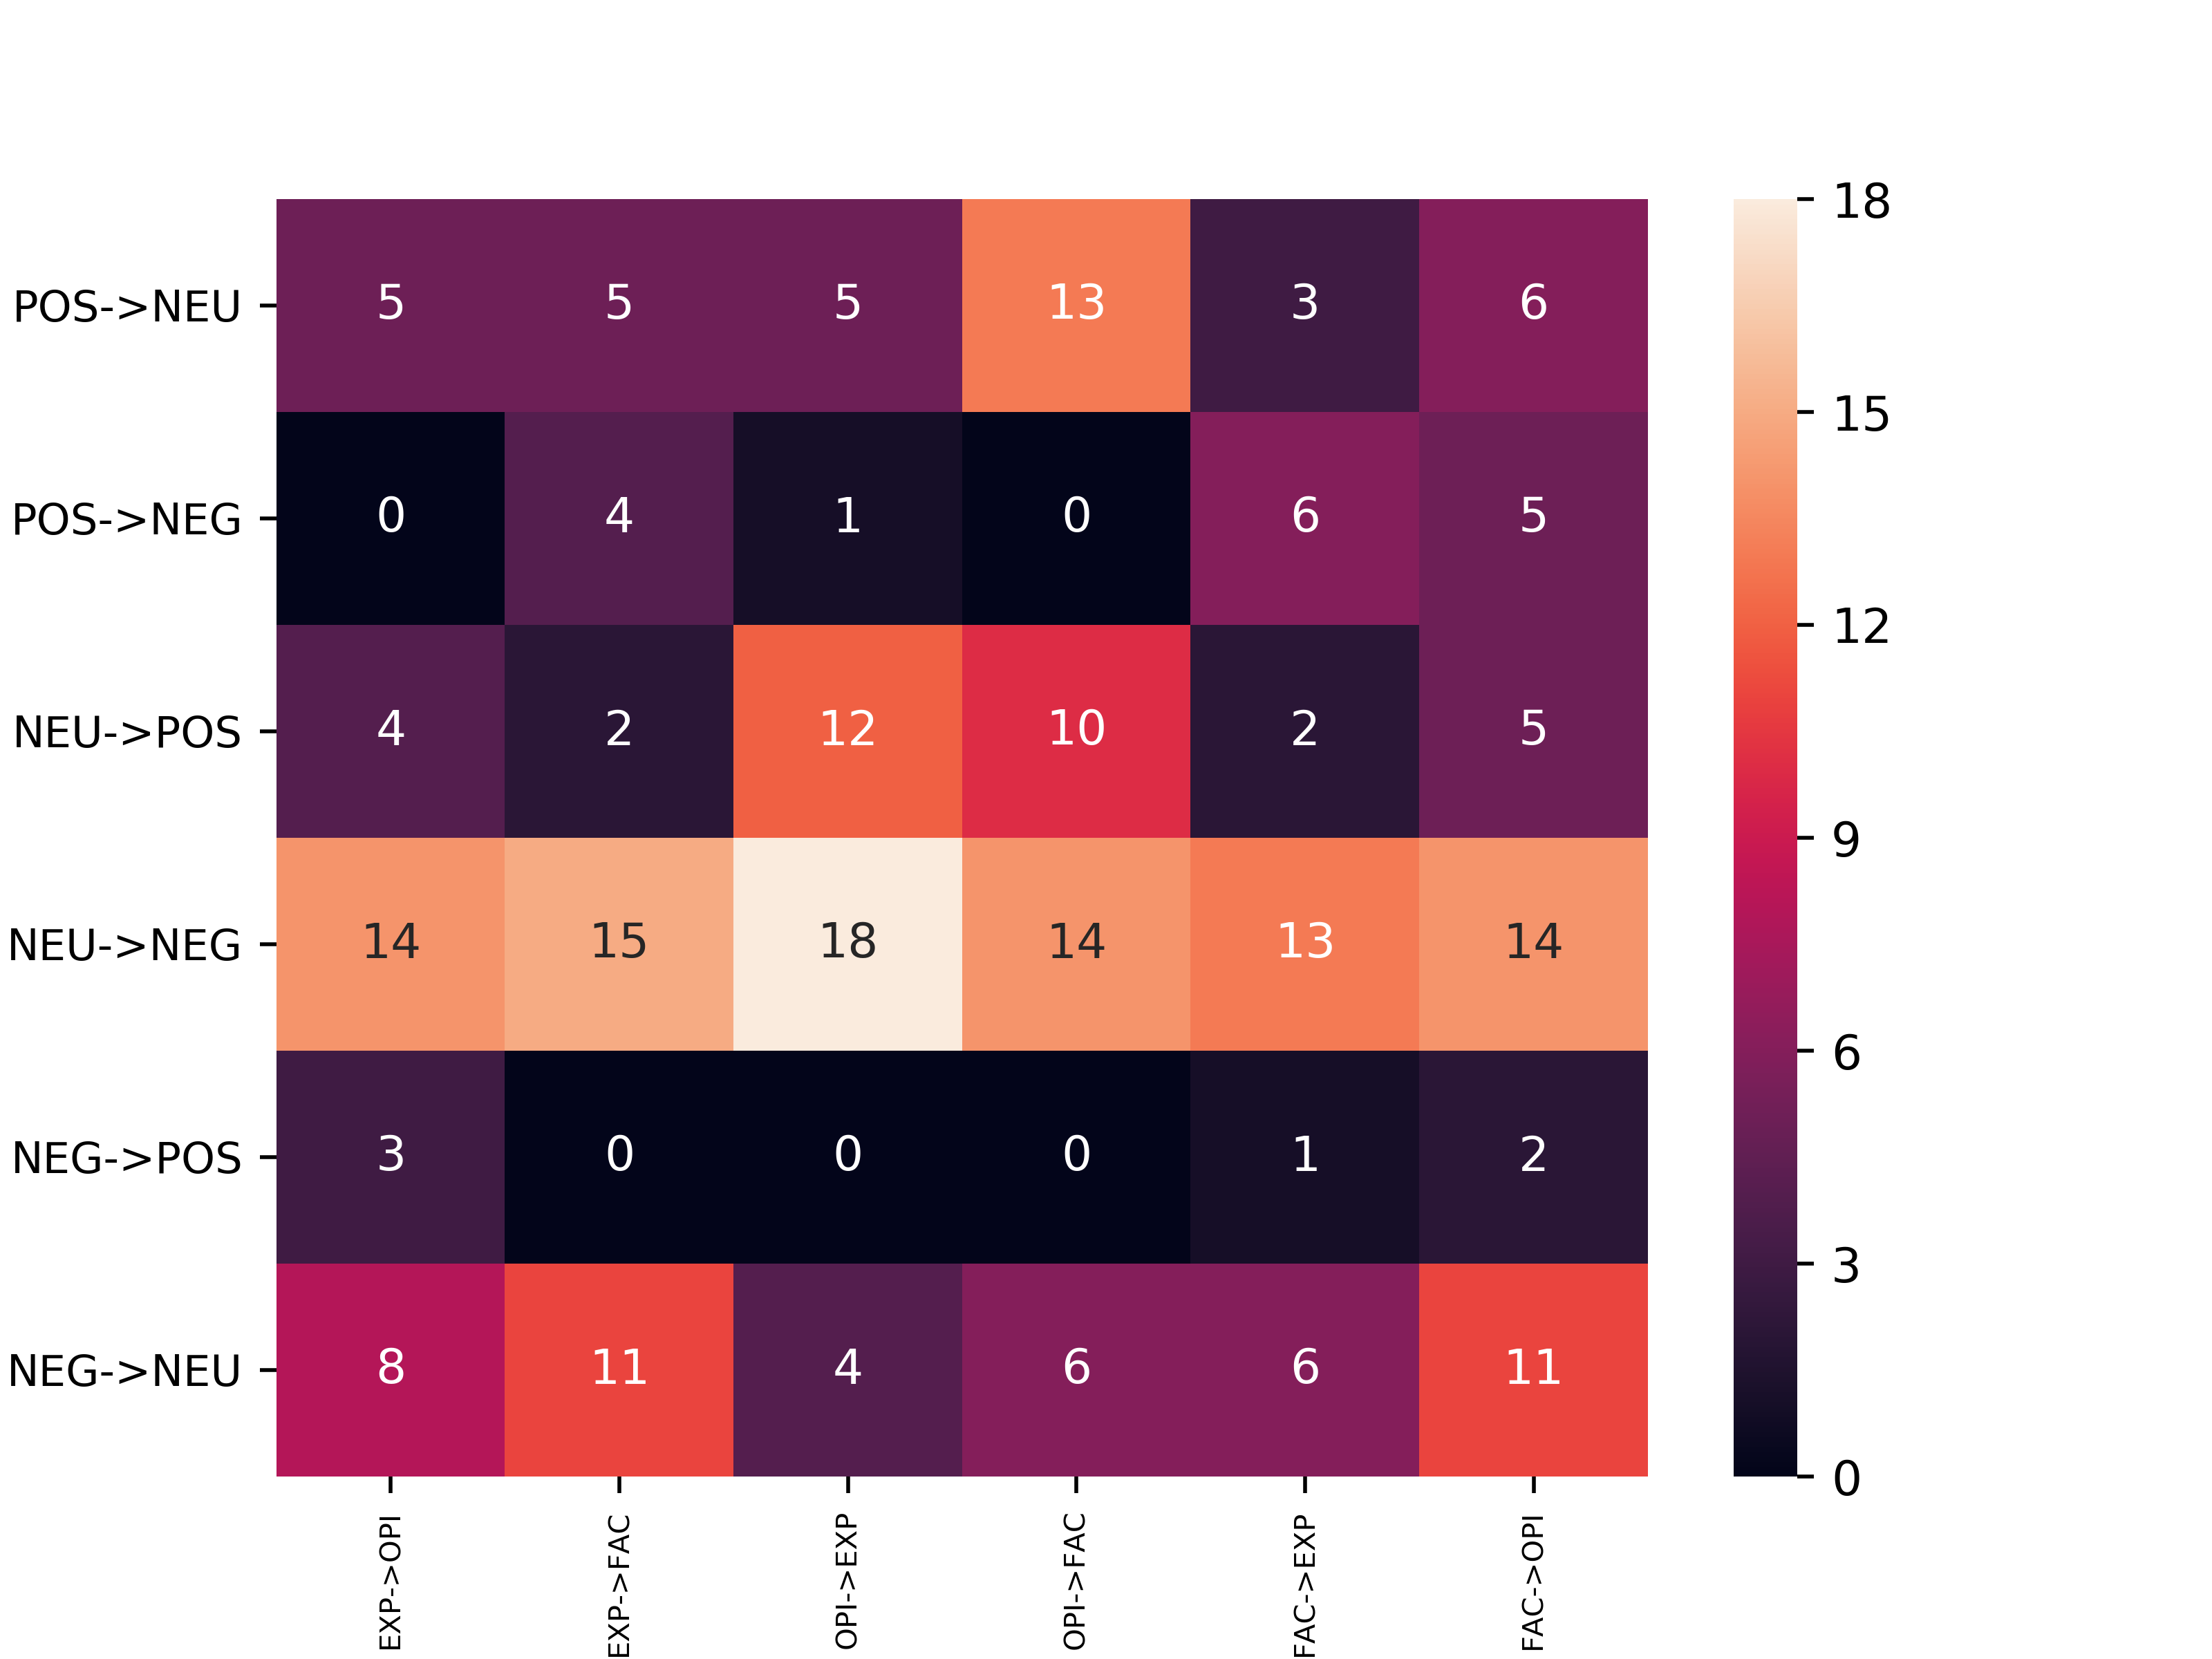 POS->NEU 5 5 5 13 3 6
POS->NEG 0 4 1 0 6 5
NEU->POS 4 2 12 10 2 5
NEU->NEG 14 15 18 14 13 14
NEG->POS 3 0 0 0 1 2
NEG->NEU 8 11 4 6 6 11
EXP->OPI EXP->FAC OPI->EXP OPI->FAC FAC->EXP FAC->OPI
18
15
12
9
6
3
0